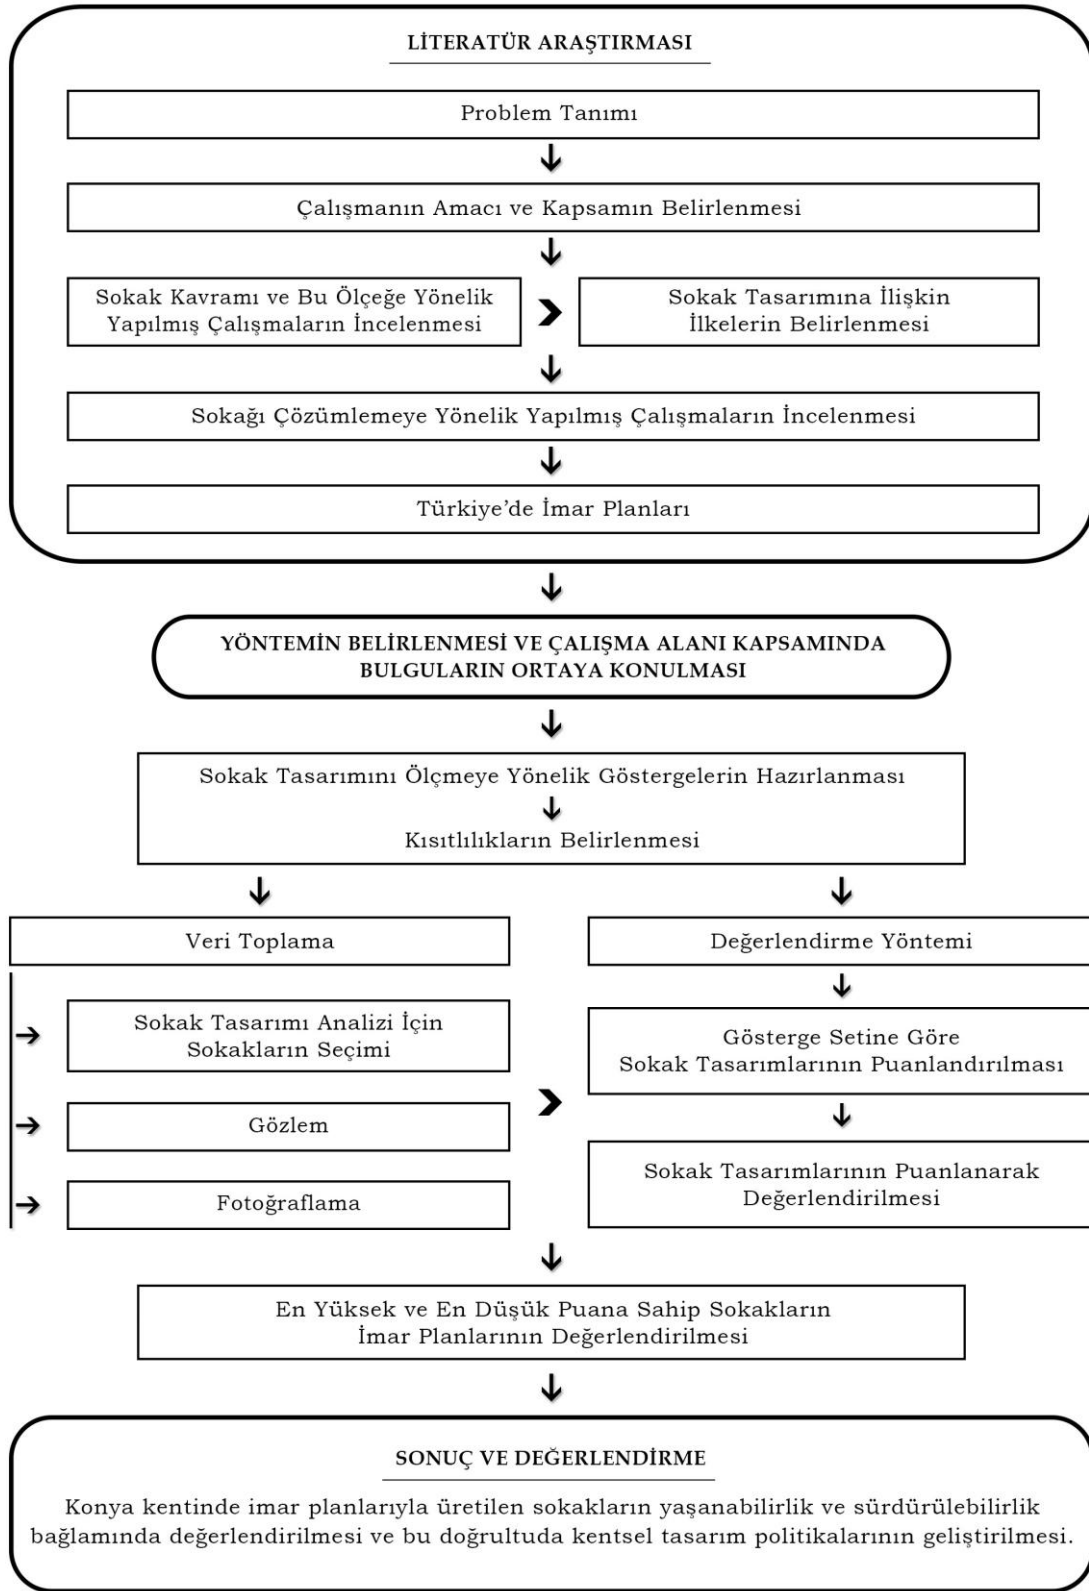 LİTERATÜR ARAŞTIRMASI
Problem Tanımı
Çalışmanın Amacı ve Kapsamın Belirlenmesi
Sokak Kavramı ve Bu Ölçeğe Yönelik
Yapılmış Çalışmaların İncelenmesi
Sokak Tasarımına İlişkin
İlkelerin Belirlenmesi
Sokağı Çözümlemeye Yönelik Yapılmış Çalışmaların İncelenmesi
Türkiye’de İmar Planları
YÖNTEMİN BELİRLENMESİ VE ÇALIŞMA ALANI KAPSAMINDA
BULGULARIN ORTAYA KONULMASI
Sokak Tasarımını Ölçmeye Yönelik Göstergelerin Hazırlanması
Kısıtlılıkların Belirlenmesi
Veri Toplama
Sokak Tasarımı Analizi İçin
Sokakların Seçimi
Gözlem
Fotoğraflama
Değerlendirme Yöntemi
Gösterge Setine Göre
Sokak Tasarımlarının Puanlandırılması
Sokak Tasarımlarının Puanlanarak
Değerlendirilmesi
En Yüksek ve En Düşük Puana Sahip Sokakların
İmar Planlarının Değerlendirilmesi
SONUÇ VE DEĞERLENDİRME
Konya kentinde imar planlarıyla üretilen sokakların yaşanabilirlik ve sürdürülebilirlik
bağlamında değerlendirilmesi ve bu doğrultuda kentsel tasarım politikalarının geliştirilmesi.